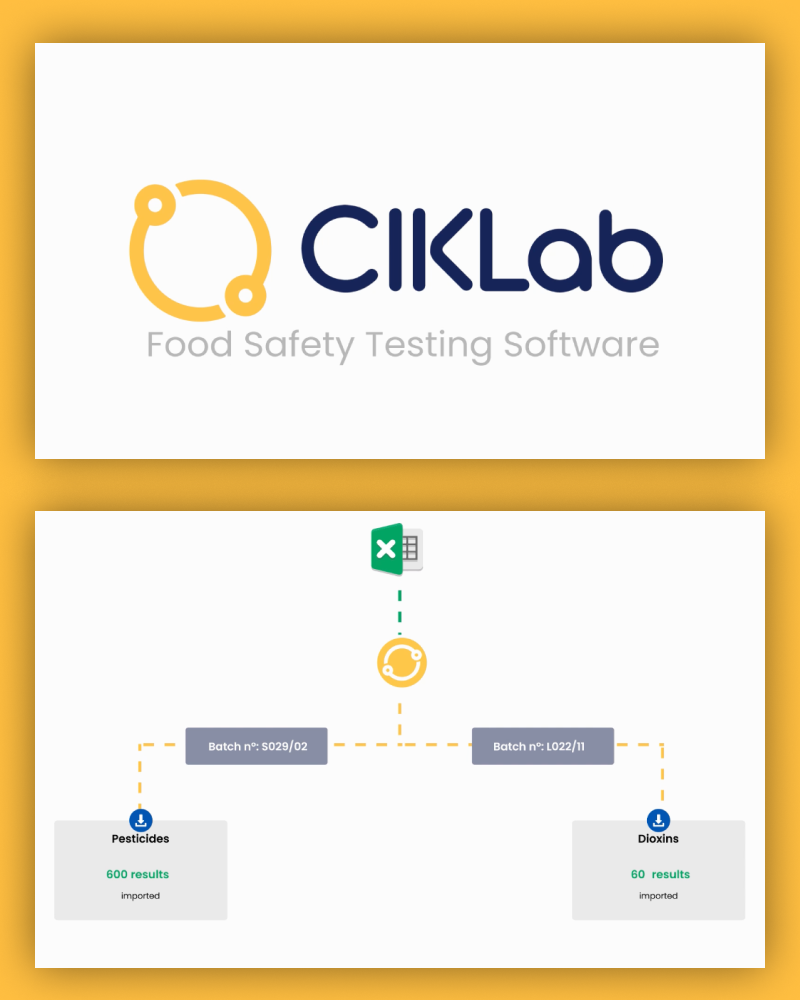 CIKLab
Food Safety Testing Software
Batch nº: S029/02
Batch nº: L022/11
Pesticides
600 results
imported
Dioxins
60 results
imported